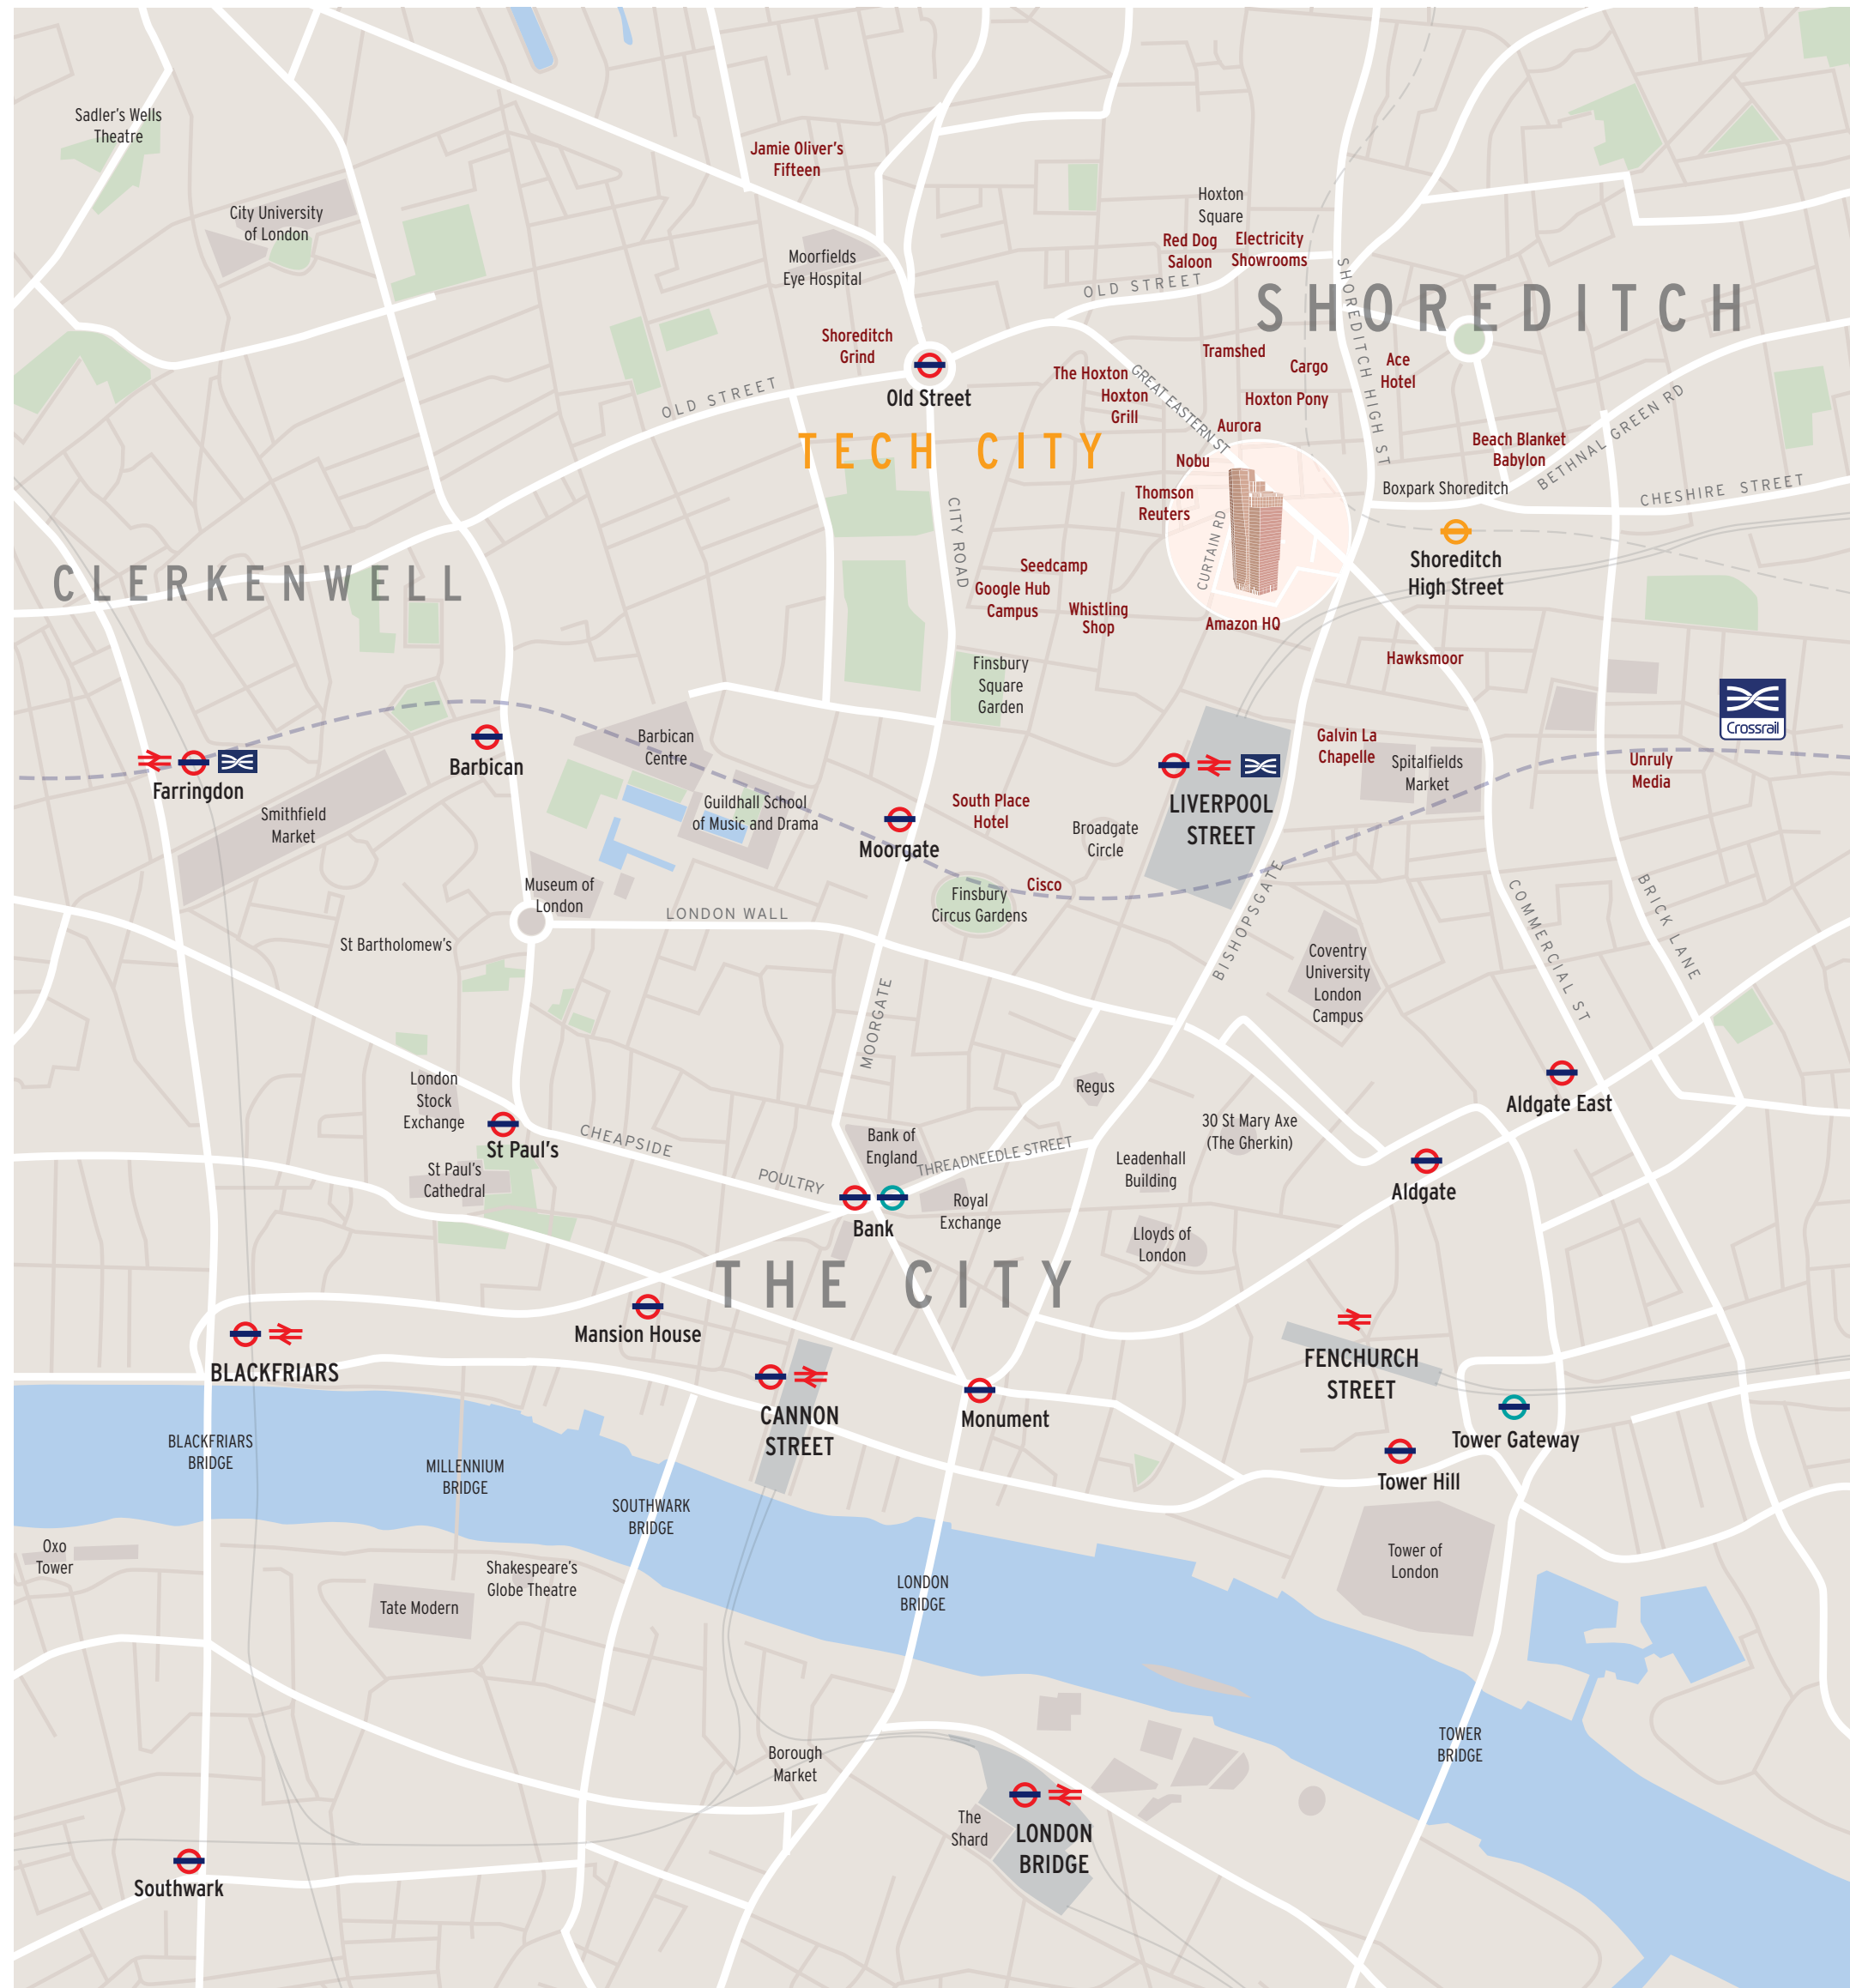 Sadler's Wells
Theatre
Jamie Oliver's
Fifteen
City University
of London
Hoxton
Square
Red Dog
Saloon
Electricity
Showrooms
Moorfields
Eye Hospital
OLD STREET
SHOREDITCH HIGH ST
SHOREDITCH
Shoreditch
Grind
Old Street
OLD STREET
TECH CITY
The Hoxton
Hoxton
Grill
GREAT EASTERN ST
Tramshed
Cargo
Ace
Hotel
Hoxton Pony
Aurora
Nobu
Thomson
Reuters
CURTAIN RD
Beach Blanket
Babylon
Boxpark Shoreditch
BETHNAL GREEN RD
CHESHIRE STREET
Shoreditch
High Street
CLERKENWELL
CITY ROAD
Seedcamp
Google Hub
Campus
Whistling
Shop
Amazon HQ
Hawksmoor
Finsbury
Square
Garden
Crossrail
Farringdon
Barbican
Barbican
Centre
Smithfield
Market
Guildhall School
of Music and Drama
Moorgate
South Place
Hotel
Broadgate
Circle
LIVERPOOL
STREET
Galvin La
Chapelle
Spitalfields
Market
Unruly
Media
Museum of
London
LONDON WALL
Finsbury
Circus Gardens
Cisco
BISHOPSGATE
COMMERCIAL ST
BRICK LANE
St Bartholomew's
Coventry
University
London
Campus
MOORGATE
London
Stock
Exchange
St Paul's
CHEAPSIDE
POULTRY
St Paul's
Cathedral
Bank of
England
THREADNEEDLE STREET
Regus
30 St Mary Axe
(The Gherkin)
Leadenhall
Building
Aldgate East
Aldgate
Bank
Royal
Exchange
Lloyds of
London
THE CITY
Mansion House
BLACKFRIARS
CANNON
STREET
Monument
FENCHURCH
STREET
Tower Gateway
Tower Hill
BLACKFRIARS
BRIDGE
MILLENNIUM
BRIDGE
SOUTHWARK
BRIDGE
LONDON
BRIDGE
Oxo
Tower
Shakespeare's
Globe Theatre
Tate Modern
Tower of
London
TOWER
BRIDGE
Borough
Market
The
Shard
LONDON
BRIDGE
Southwark